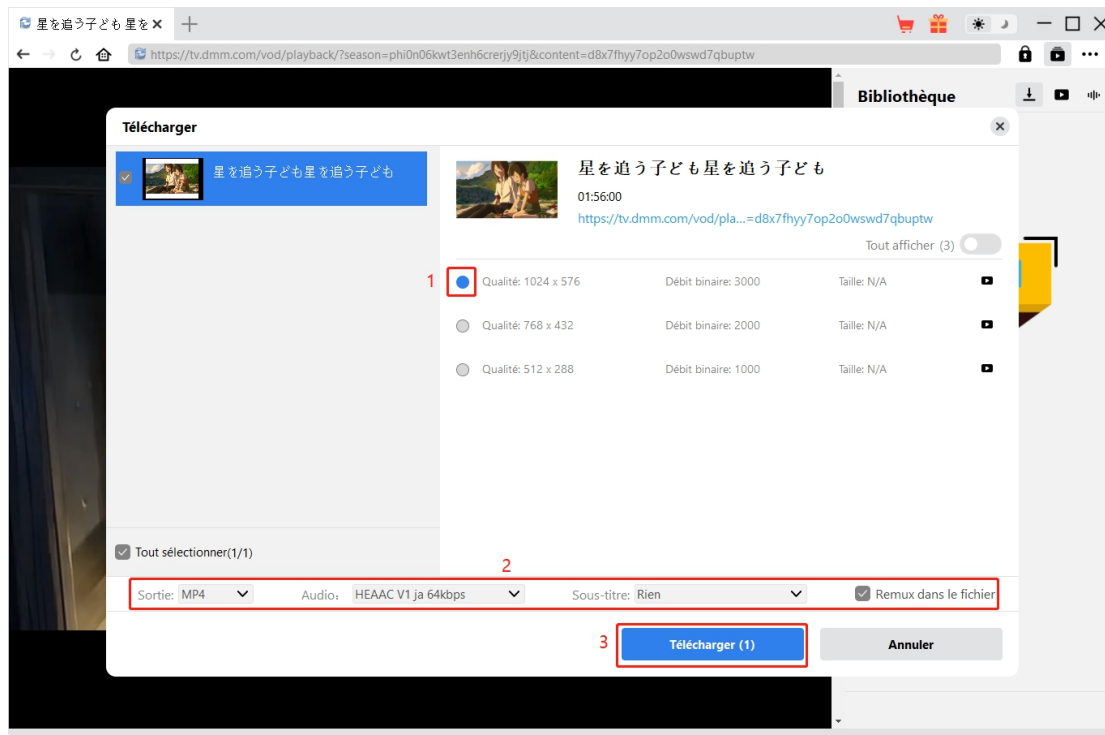 星を追う子ども 星を
https://tv.dmm.com/vod/playback/?season=phi0n06kwt3enh6crerjy9jtj&content=d8x7fhyy7op2o0wswd7qbuptw
Bibliothèque
Télécharger
星を追う子ども星を追う子ども
星を追う子ども星を追う子ども
01:56:00
https://tv.dmm.com/vod/pla...=d8x7fhyy7op2o0wswd7qbuptw
Tout afficher (3)
1 Qualité: 1024 x 576 Débit binaire: 3000 Taille: N/A
Qualité: 768 x 432 Débit binaire: 2000 Taille: N/A
Qualité: 512 x 288 Débit binaire: 1000 Taille: N/A
Tout sélectionner(1/1)
2
Sortie: MP4 Audio: HEAAC V1 ja 64kbps Sous-titre: Rien Remux dans le fichier
3 Télécharger (1) Annuler